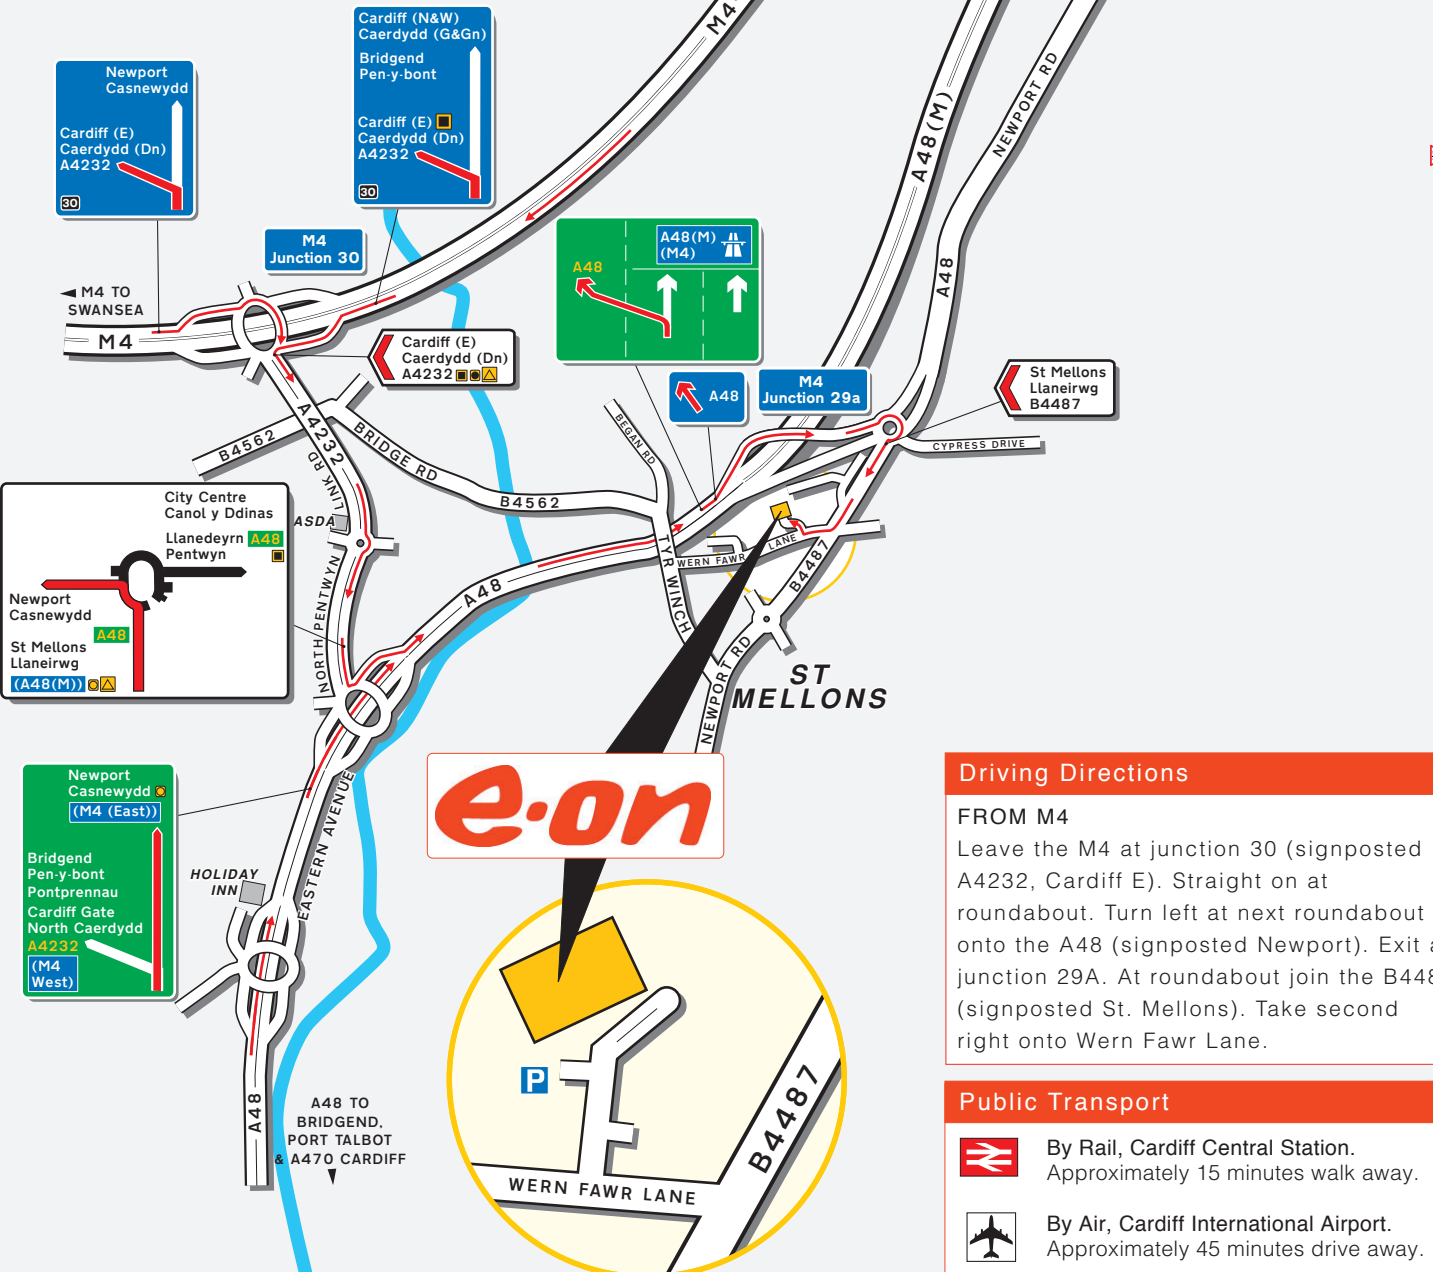 Cardiff (N&W)
Caerdydd (G&Gn)
Bridgend
Pen-y-bont
Cardiff (E)
Caerdydd (Dn)
A4232
30
Newport
Casnewydd
Cardiff (E)
Caerdydd (Dn)
A4232
30
M4
A48(M)
NEWPORT RD
M4
Junction 30
A48(M)
(M4)
A48
M4 TO
SWANSEA
M4
A48
Cardiff (E)
Caerdydd (Dn)
A4232
A48
M4
Junction 29a
St Mellons
Llaneirwg
B4487
A4232
LINK RD
B4562
BRIDGE RD
BEGAN RD
CYPRESS DRIVE
B4562
City Centre
Canol y Ddinas
Llanedeyrn A48
Pentwyn
Newport
Casnewydd
A48
St Mellons
Llaneirwg
(A48(M))
ASDA
NORTH PENTWYN
A48
TYR WINCH
WERN FAWR LANE
B4487
NEWPORT RD
ST
MELLONS
e·on
Newport
Casnewydd
(M4 (East))
Bridgend
Pen-y-bont
Pontprennau
Cardiff Gate
North Caerdydd
A4232
(M4
West)
HOLIDAY
INN
EASTERN AVENUE
A48
A48 TO
BRIDGEND,
PORT TALBOT
& A470 CARDIFF
P
B4487
WERN FAWR LANE
Driving Directions
FROM M4
Leave the M4 at junction 30 (signposted
A4232, Cardiff E). Straight on at
roundabout. Turn left at next roundabout
onto the A48 (signposted Newport). Exit a
junction 29A. At roundabout join the B448
(signposted St. Mellons). Take second
right onto Wern Fawr Lane.
Public Transport
By Rail, Cardiff Central Station.
Approximately 15 minutes walk away.
By Air, Cardiff International Airport.
Approximately 45 minutes drive away.